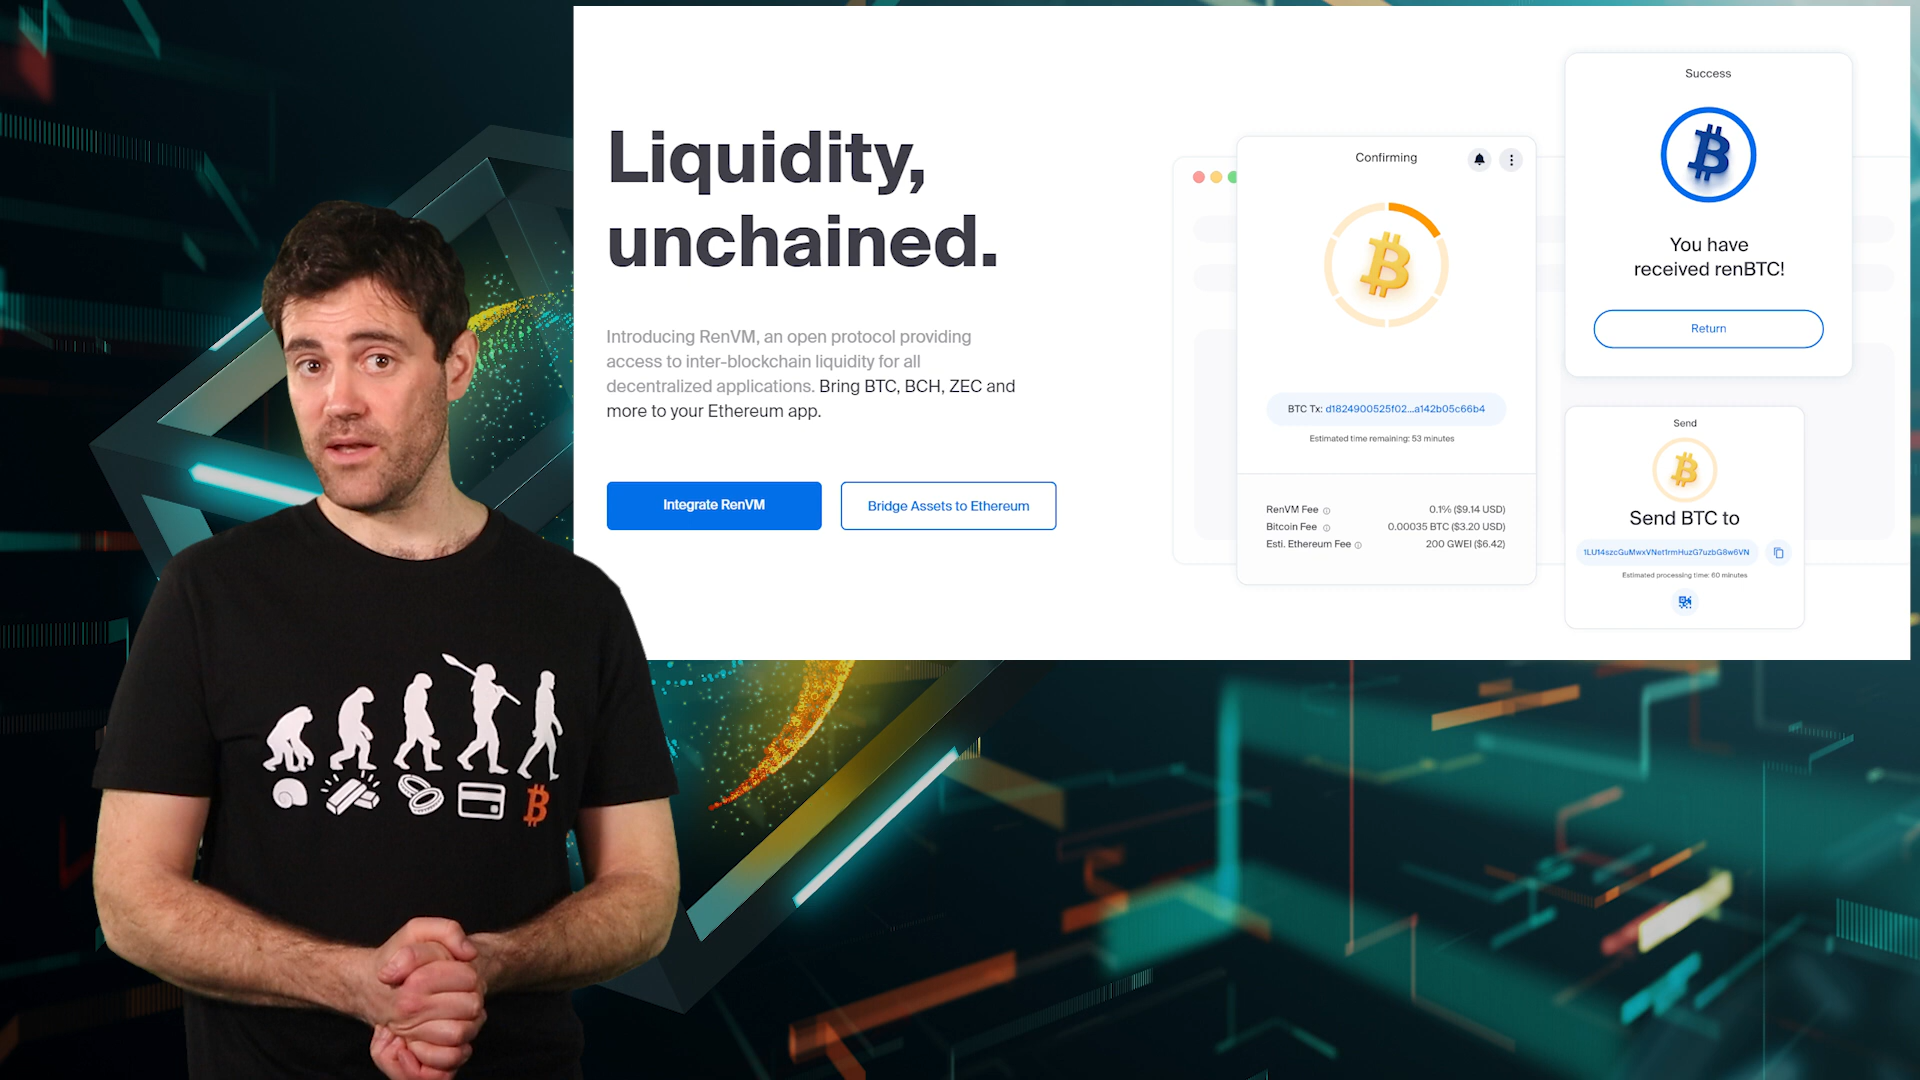 Liquidity,
unchained.
Introducing RenVM, an open protocol providing
access to inter-blockchain liquidity for all
decentralized applications. Bring BTC, BCH, ZEC and
more to your Ethereum app.
Integrate RenVM
Bridge Assets to Ethereum
Confirming
BTC Tx: d1824900525f02...a142b05c66b4
Estimated time remaining: 53 minutes
RenVM Fee 0.1% ($9.14 USD)
Bitcoin Fee 0.00035 BTC ($3.20 USD)
Esti. Ethereum Fee 200 GWEI ($6.42)
Success
You have
received renBTC!
Return
Send
Send BTC to
1LU14szcGuMwxVNet1rmHuzG7uzbG8w6VN
Estimated processing time: 60 minutes